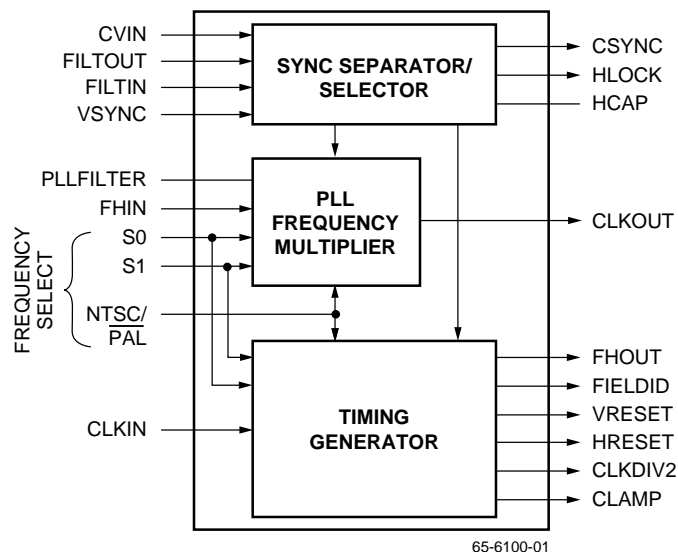 CVIN
FILTOUT
FILTIN
VSYNC
SYNC SEPARATOR/
SELECTOR
CSYNC
HLOCK
HCAP
PLLFILTER
FHIN
S0
S1
NTSC/
PAL
FREQUENCY
SELECT
PLL
FREQUENCY
MULTIPLIER
CLKOUT
CLKIN
TIMING
GENERATOR
FHOUT
FIELDID
VRESET
HRESET
CLKDIV2
CLAMP
65-6100-01